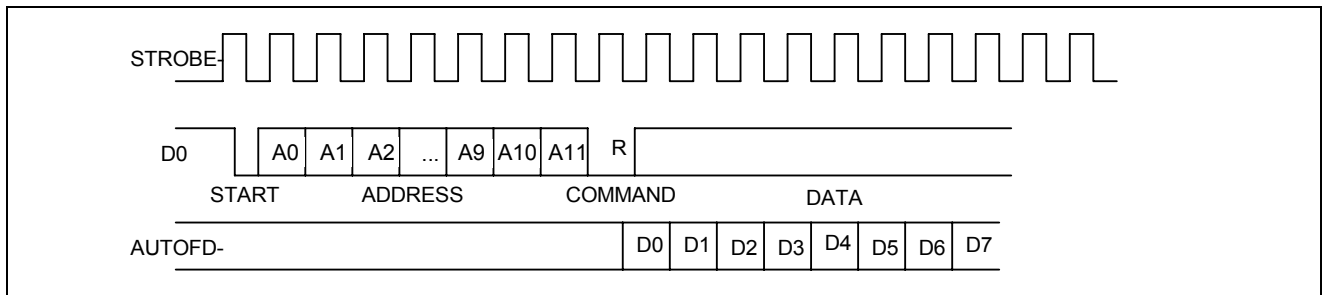 STROBE-
D0 A0 A1 A2 ... A9 A10 A11 R
START ADDRESS COMMAND DATA
AUTOFD- D0 D1 D2 D3 D4 D5 D6 D7